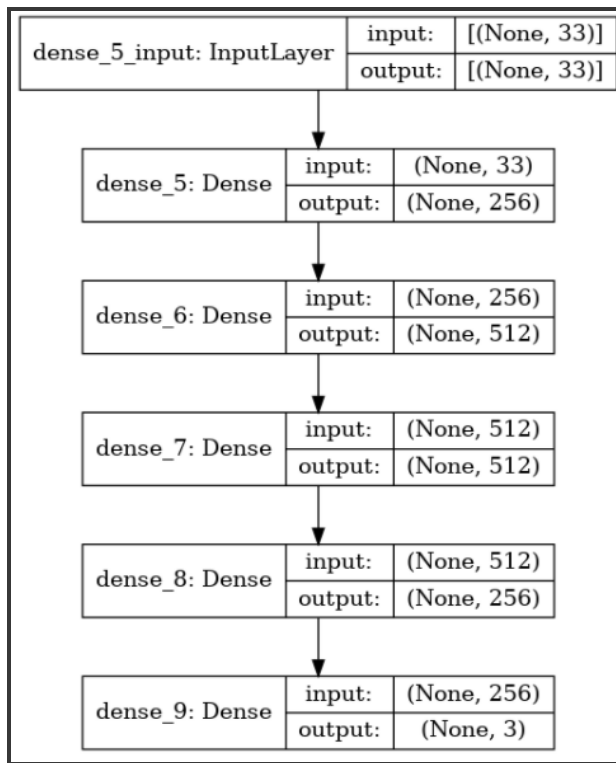 dense_5_input: InputLayer
input: [(None, 33)]
output: [(None, 33)]
dense_5: Dense
input: (None, 33)
output: (None, 256)
dense_6: Dense
input: (None, 256)
output: (None, 512)
dense_7: Dense
input: (None, 512)
output: (None, 512)
dense_8: Dense
input: (None, 512)
output: (None, 256)
dense_9: Dense
input: (None, 256)
output: (None, 3)